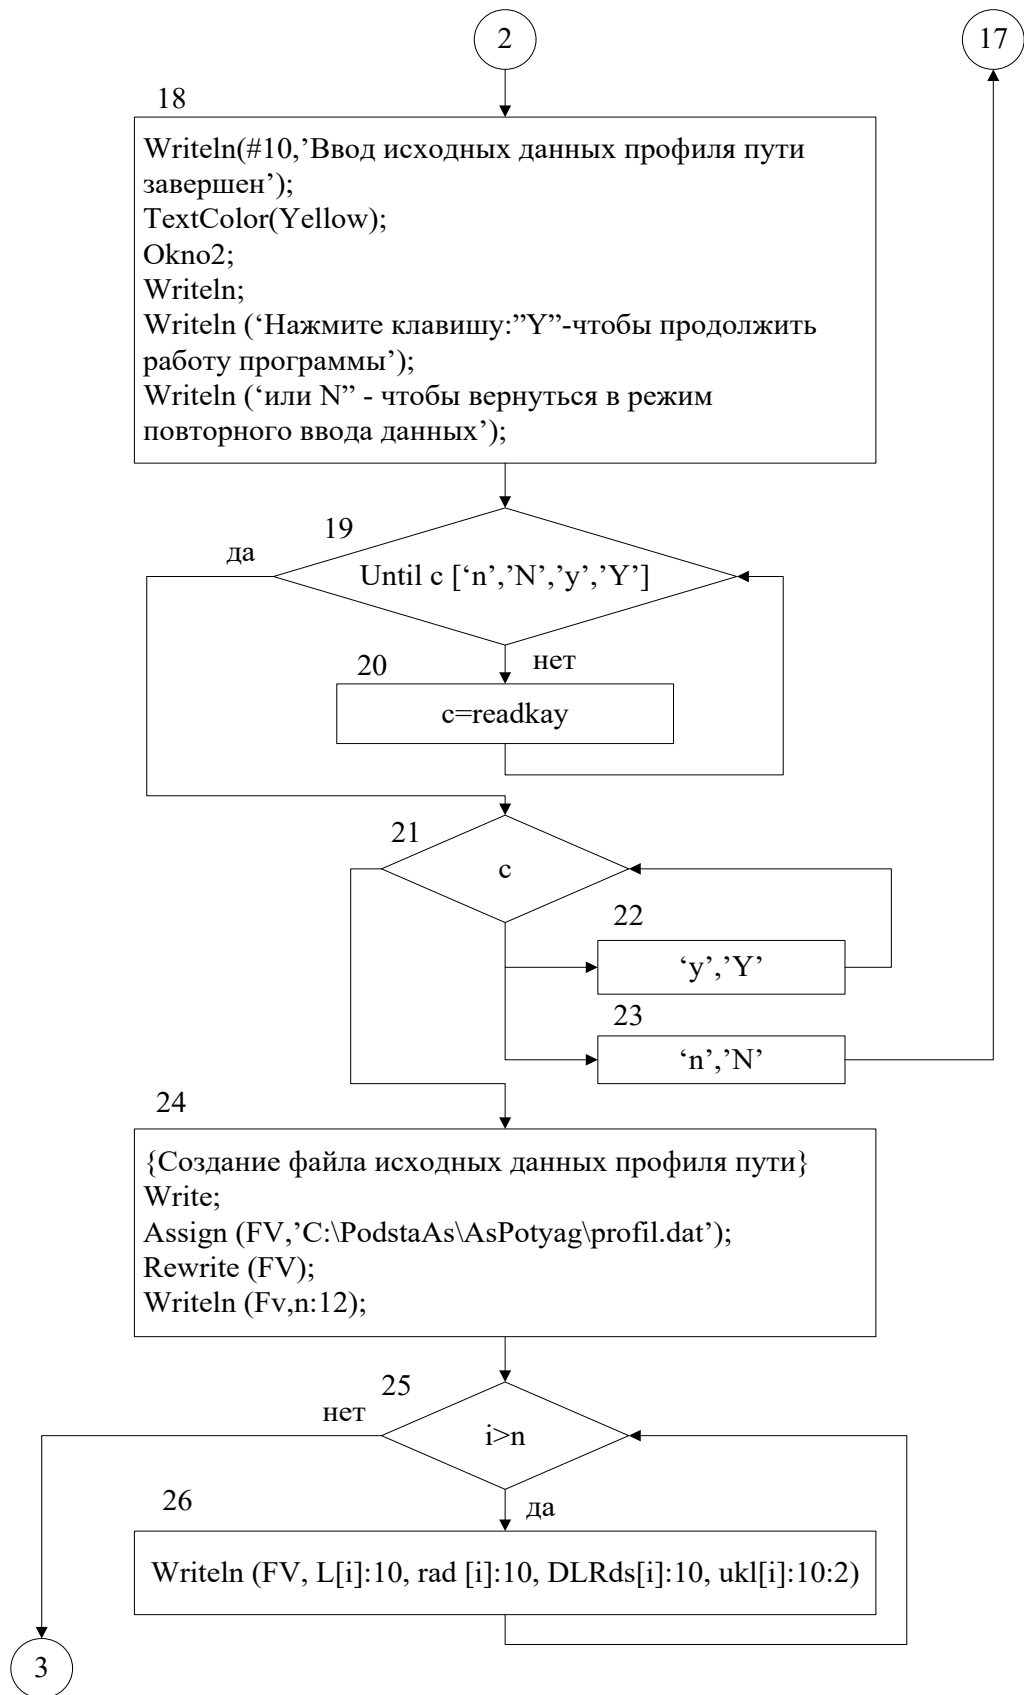 2
17
18
Writeln(#10,’Ввод исходных данных профиля пути
завершен’);
TextColor(Yellow);
Okno2;
Writeln;
Writeln (‘Нажмите клавишу:”Y”-чтобы продолжить
работу программы’);
Writeln (‘или N” - чтобы вернуться в режим
повторного ввода данных’);
19
да
Until c [‘n’,’N’,’y’,’Y’]
20
нет
c=readkay
21
c
22
‘y’,’Y’
23
‘n’,’N’
24
{Создание файла исходных данных профиля пути}
Write;
Assign (FV,’C:\PodstaAs\AsPotyag\profil.dat’);
Rewrite (FV);
Writeln (Fv,n:12);
25
нет
i>n
26
да
Writeln (FV, L[i]:10, rad [i]:10, DLRds[i]:10, ukl[i]:10:2)
3